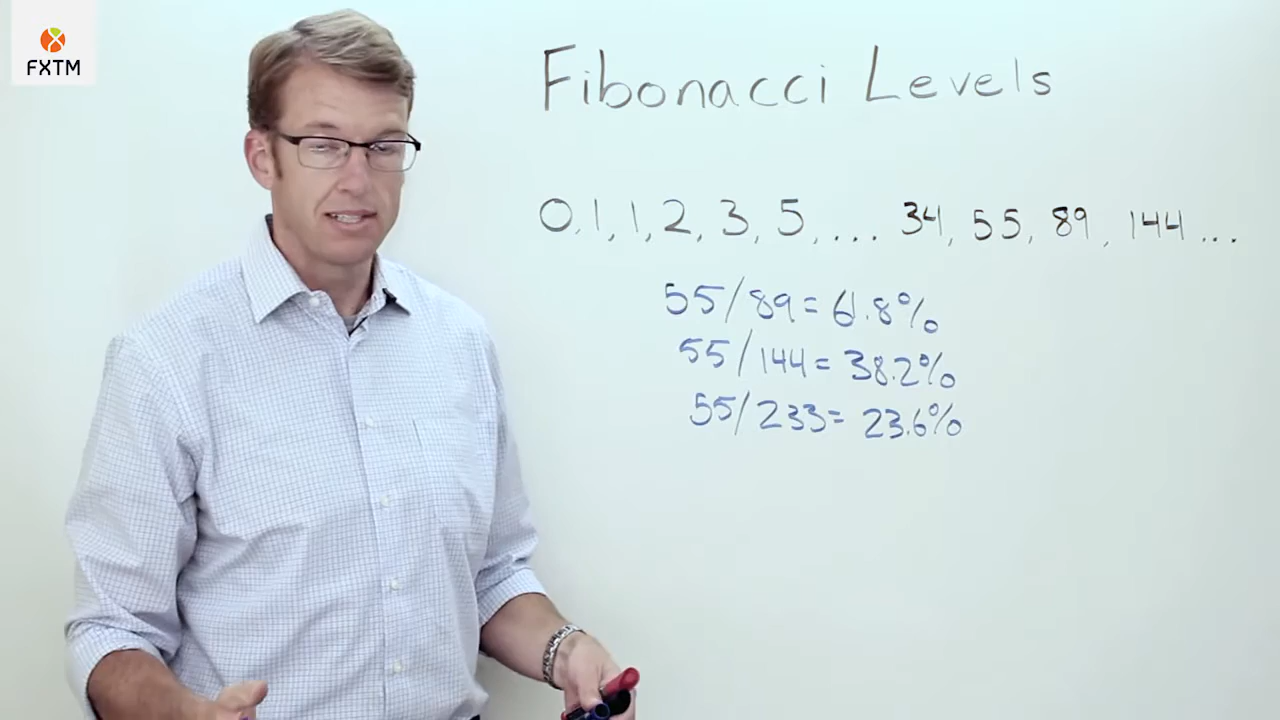 FXTM
Fibonacci Levels
0, 1, 1, 2, 3, 5, .... 34, 55, 89, 144 ...
55/89 = 61.8%
55/144 = 38.2%
55/233 = 23.6%